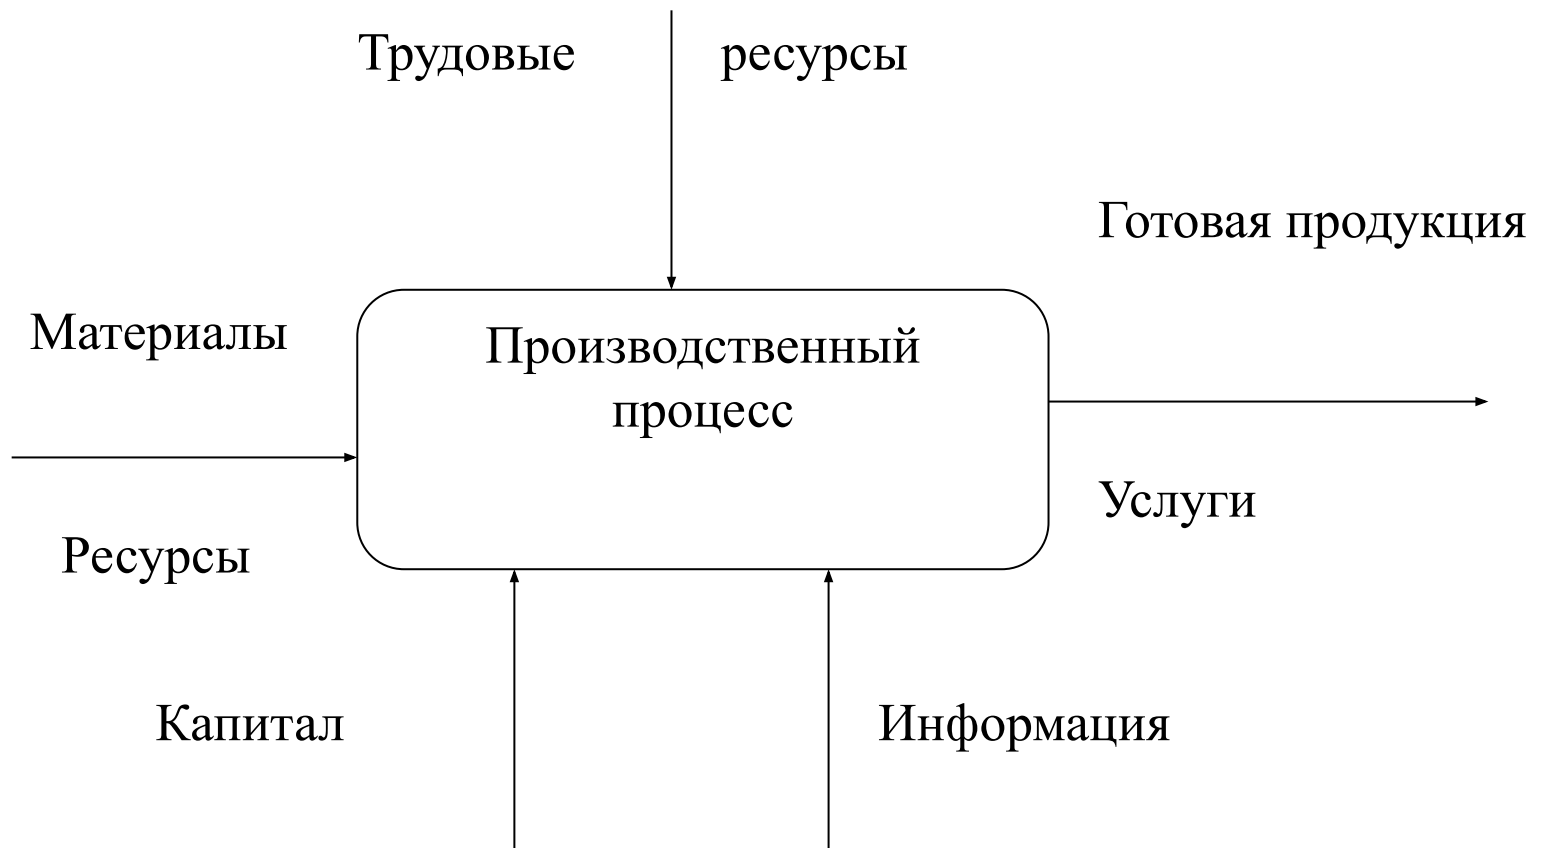 Трудовые ресурсы
Готовая продукция
Материалы
Производственный
процесс
Услуги
Ресурсы
Капитал
Информация